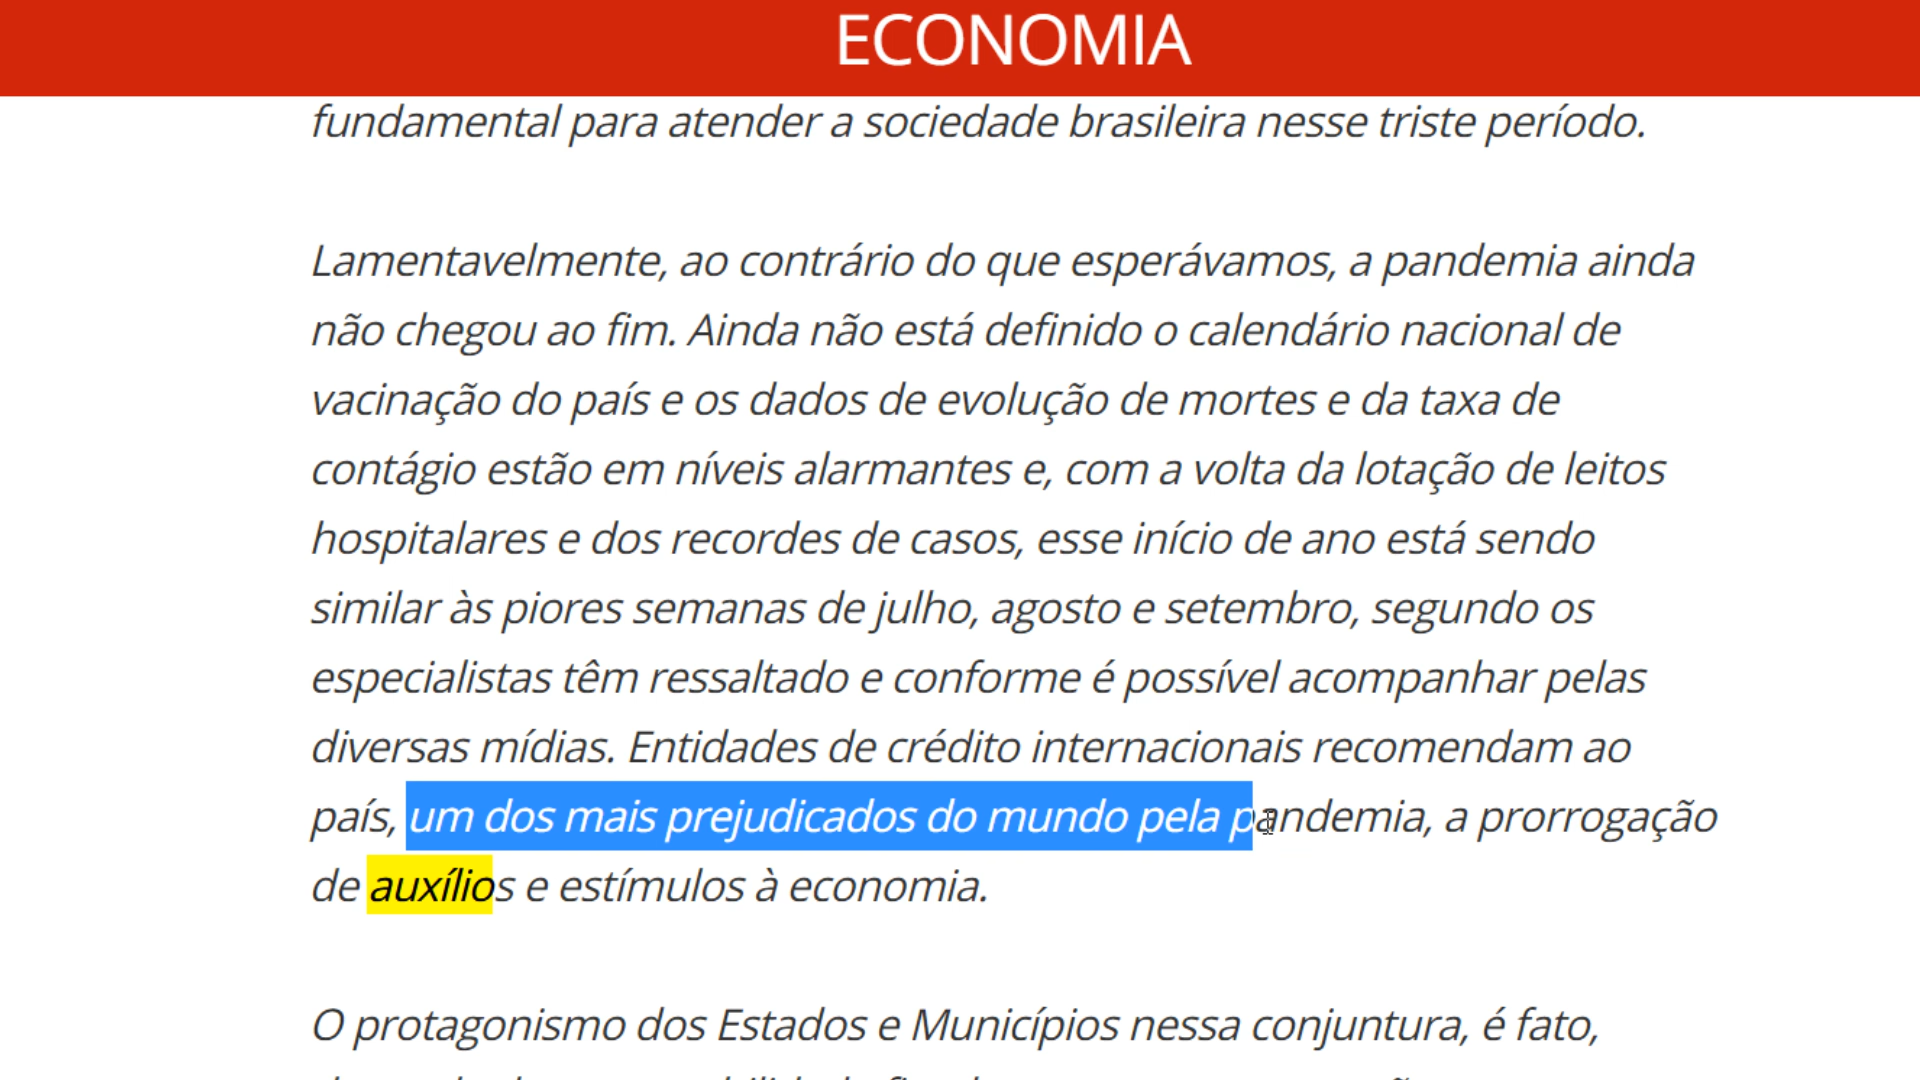 ECONOMIA
fundamental para atender a sociedade brasileira nesse triste período.
Lamentavelmente, ao contrário do que esperávamos, a pandemia ainda
não chegou ao fim. Ainda não está definido o calendário nacional de
vacinação do país e os dados de evolução de mortes e da taxa de
contágio estão em níveis alarmantes e, com a volta da lotação de leitos
hospitalares e dos recordes de casos, esse início de ano está sendo
similar às piores semanas de julho, agosto e setembro, segundo os
especialistas têm ressaltado e conforme é possível acompanhar pelas
diversas mídias. Entidades de crédito internacionais recomendam ao
país, um dos mais prejudicados do mundo pela pandemia, a prorrogação
de auxílios e estímulos à economia.
O protagonismo dos Estados e Municípios nessa conjuntura, é fato,